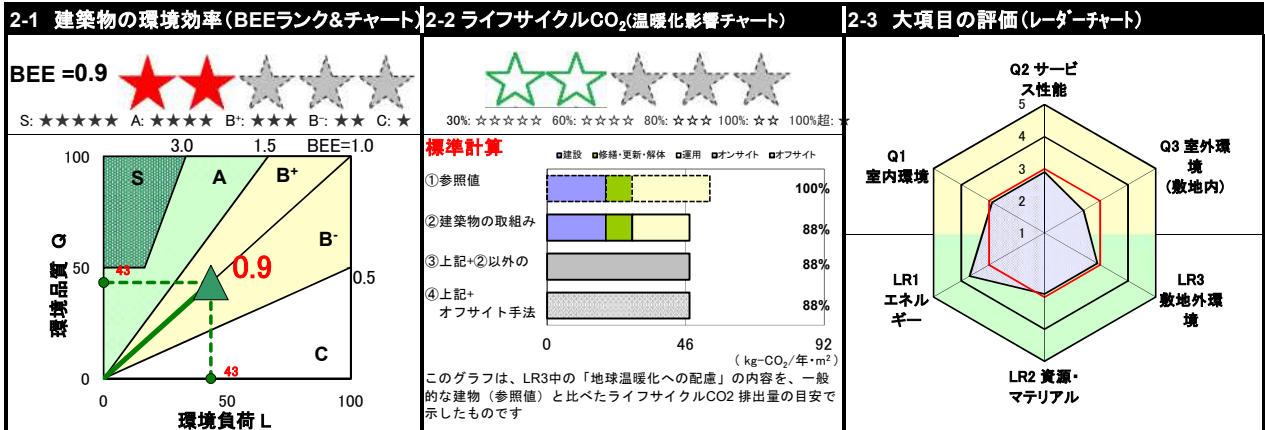 2-1 建築物の環境効率(BEEランク&チャート)
BEE =0.9
S: ★★★★★ A: ★★★★ B⁺: ★★★ B⁻: ★★ C: ★
3.0 1.5 BEE=1.0
100
S A B⁺
B⁻
50
43
0.9
0.5
C
43
0
0 50 100
環境品質 Q
環境負荷 L
2-2 ライフサイクルCO₂(温暖化影響チャート)
30%: ☆☆☆☆☆ 60%: ☆☆☆☆ 80%: ☆☆☆ 100%: ☆☆ 100%超: ★
標準計算
建設 修繕・更新・解体 運用 オンサイト オフサイト
①参照値 100%
②建築物の取組み 88%
③上記+②以外の 88%
④上記+
オフサイト手法 88%
0 46 92
( kg-CO₂/年・m² )
このグラフは、LR3中の「地球温暖化への配慮」の内容を、一般
的な建物(参照値)と比べたライフサイクルCO2 排出量の目安で
示したものです
2-3 大項目の評価(レーダーチャート)
Q2 サービ
ス性能
5
4
3
2
1
Q1
室内環境
Q3 室外環
境
(敷地内)
LR1
エネル
ギー
LR3
敷地外環
境
LR2 資源・
マテリアル